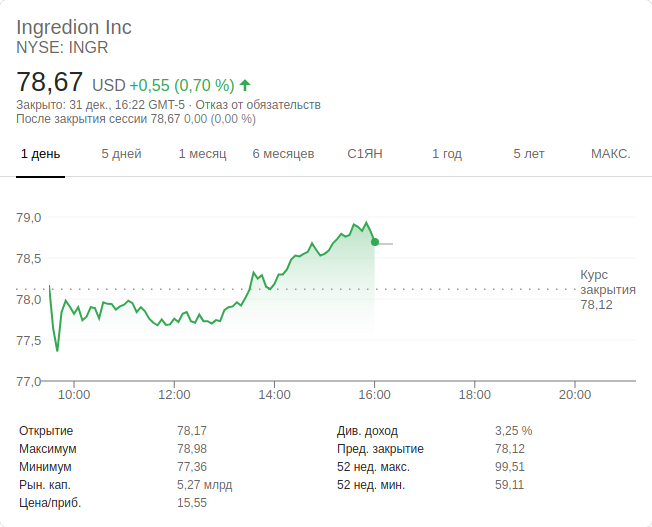 Ingredion Inc
NYSE: INGR
78,67 USD +0,55 (0,70 %)
Закрыто: 31 дек., 16:22 GMT-5 · Отказ от обязательств
После закрытия сессии 78,67 0,00 (0,00 %)
1 день 5 дней 1 месяц 6 месяцев С1ЯН 1 год 5 лет МАКС.
79,0
78,5
Курс
закрытия
78,12
78,0
77,5
77,0
10:00 12:00 14:00 16:00 18:00 20:00
Открытие 78,17 Див. доход 3,25 %
Максимум 78,98 Пред. закрытие 78,12
Минимум 77,36 52 нед. макс. 99,51
Рын. кап. 5,27 млрд 52 нед. мин. 59,11
Цена/приб. 15,55